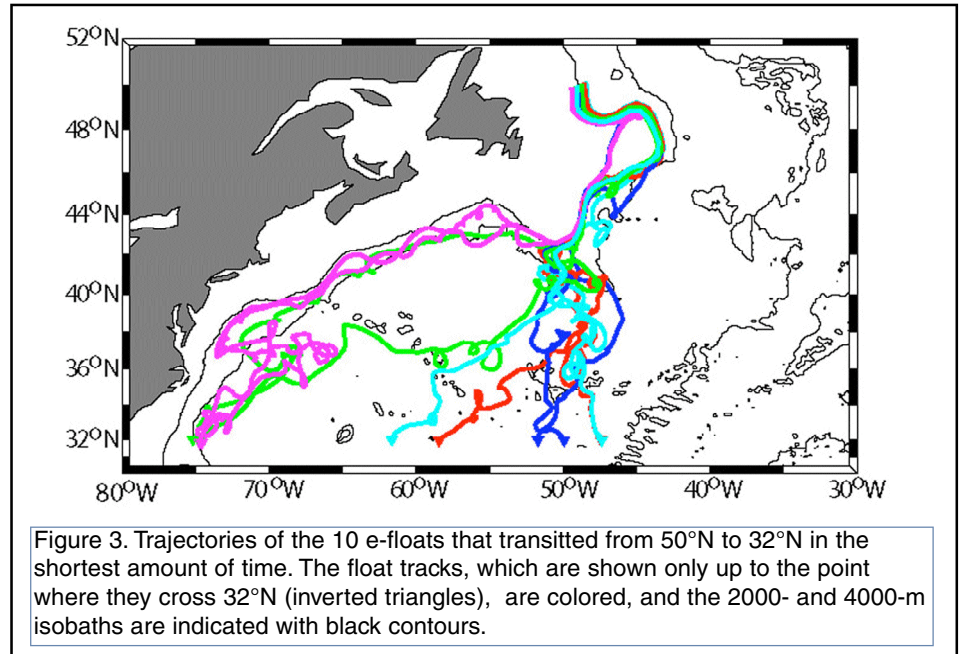 52°N
48°N
44°N
40°N
36°N
32°N
80°W 70°W 60°W 50°W 40°W 30°W
Figure 3. Trajectories of the 10 e-floats that transitted from 50°N to 32°N in the
shortest amount of time. The float tracks, which are shown only up to the point
where they cross 32°N (inverted triangles), are colored, and the 2000- and 4000-m
isobaths are indicated with black contours.